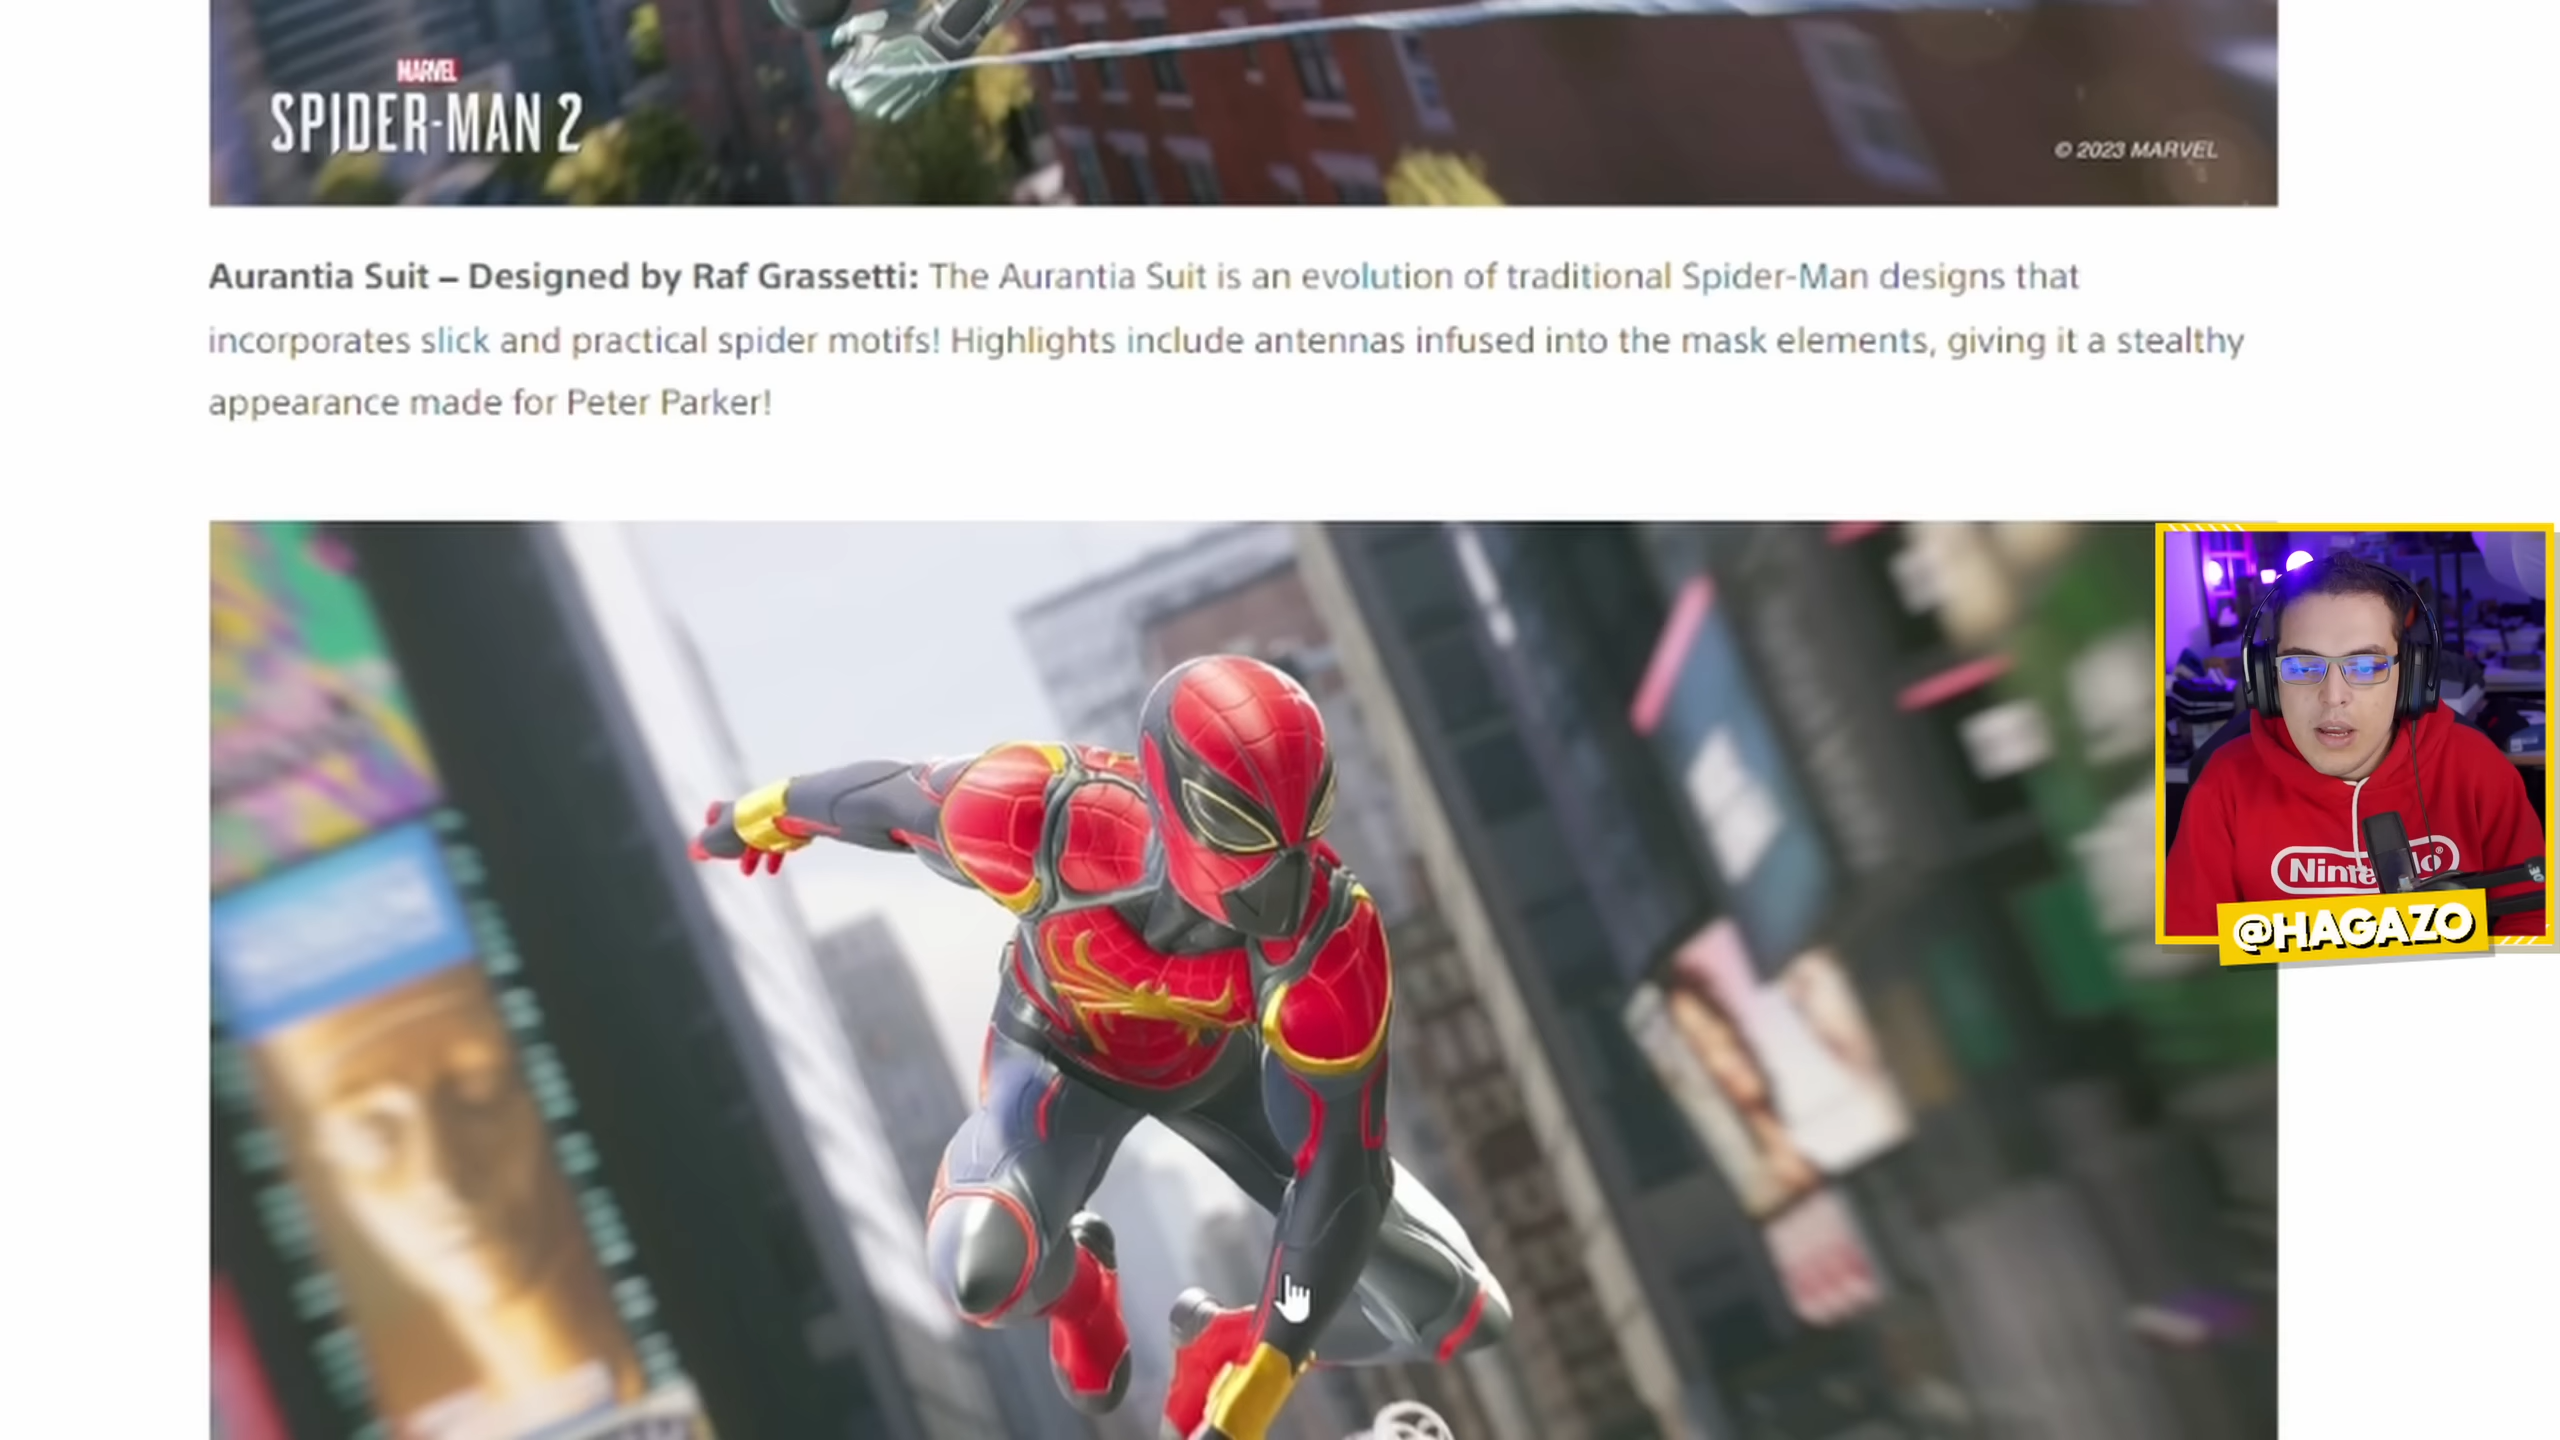 MARVEL
SPIDER-MAN 2
© 2023 MARVEL
Aurantia Suit – Designed by Raf Grassetti: The Aurantia Suit is an evolution of traditional Spider-Man designs that
incorporates slick and practical spider motifs! Highlights include antennas infused into the mask elements, giving it a stealthy
appearance made for Peter Parker!
Nintendo®
@HAGAZO